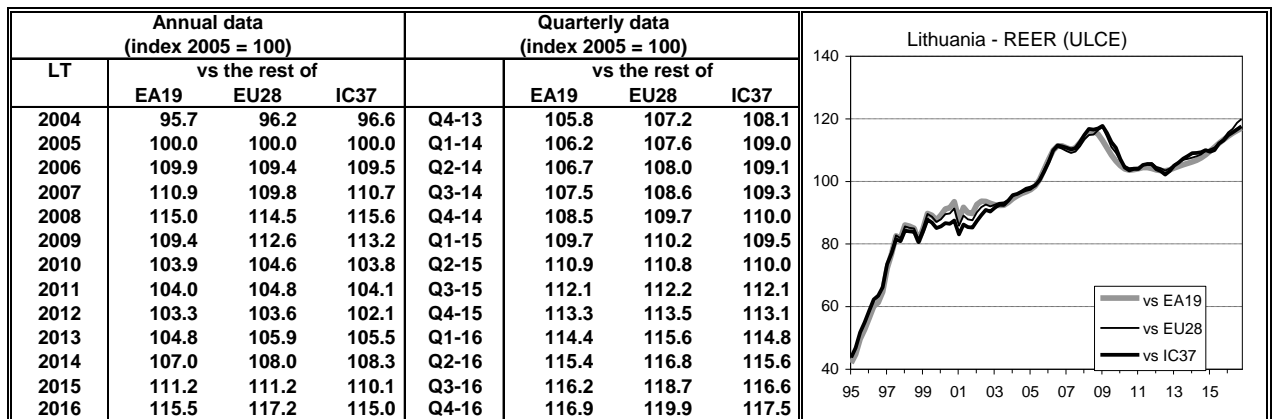 Annual data
(index 2005 = 100)
LT vs the rest of
EA19 EU28 IC37
2004 95.7 96.2 96.6
2005 100.0 100.0 100.0
2006 109.9 109.4 109.5
2007 110.9 109.8 110.7
2008 115.0 114.5 115.6
2009 109.4 112.6 113.2
2010 103.9 104.6 103.8
2011 104.0 104.8 104.1
2012 103.3 103.6 102.1
2013 104.8 105.9 105.5
2014 107.0 108.0 108.3
2015 111.2 111.2 110.1
2016 115.5 117.2 115.0
Quarterly data
(index 2005 = 100)
vs the rest of
EA19 EU28 IC37
Q4-13 105.8 107.2 108.1
Q1-14 106.2 107.6 109.0
Q2-14 106.7 108.0 109.1
Q3-14 107.5 108.6 109.3
Q4-14 108.5 109.7 110.0
Q1-15 109.7 110.2 109.5
Q2-15 110.9 110.8 110.0
Q3-15 112.1 112.2 112.1
Q4-15 113.3 113.5 113.1
Q1-16 114.4 115.6 114.8
Q2-16 115.4 116.8 115.6
Q3-16 116.2 118.7 116.6
Q4-16 116.9 119.9 117.5
Lithuania - REER (ULCE)
140
120
100
80
60
40
95 97 99 01 03 05 07 09 11 13 15
vs EA19
vs EU28
vs IC37